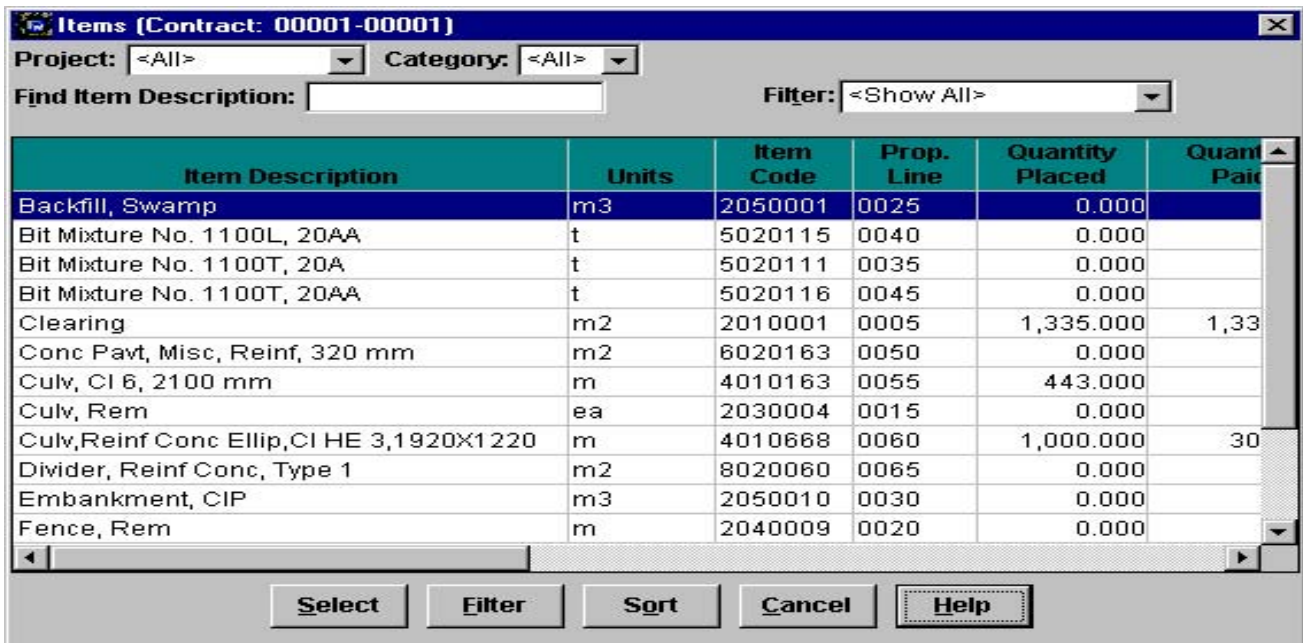 Items (Contract: 00001-00001)
Project: <All> Category: <All>
Find Item Description: Filter: <Show All>
Item Description Units Item Code Prop. Line Quantity Placed Quant Paid
Backfill, Swamp m3 2050001 0025 0.000
Bit Mixture No. 1100L, 20AA t 5020115 0040 0.000
Bit Mixture No. 1100T, 20A t 5020111 0035 0.000
Bit Mixture No. 1100T, 20AA t 5020116 0045 0.000
Clearing m2 2010001 0005 1,335.000 1,33
Conc Pavt, Misc, Reinf, 320 mm m2 6020163 0050 0.000
Culv, Cl 6, 2100 mm m 4010163 0055 443.000
Culv, Rem ea 2030004 0015 0.000
Culv,Reinf Conc Ellip,Cl HE 3,1920X1220 m 4010668 0060 1,000.000 30
Divider, Reinf Conc, Type 1 m2 8020060 0065 0.000
Embankment, CIP m3 2050010 0030 0.000
Fence, Rem m 2040009 0020 0.000
Select Filter Sort Cancel Help